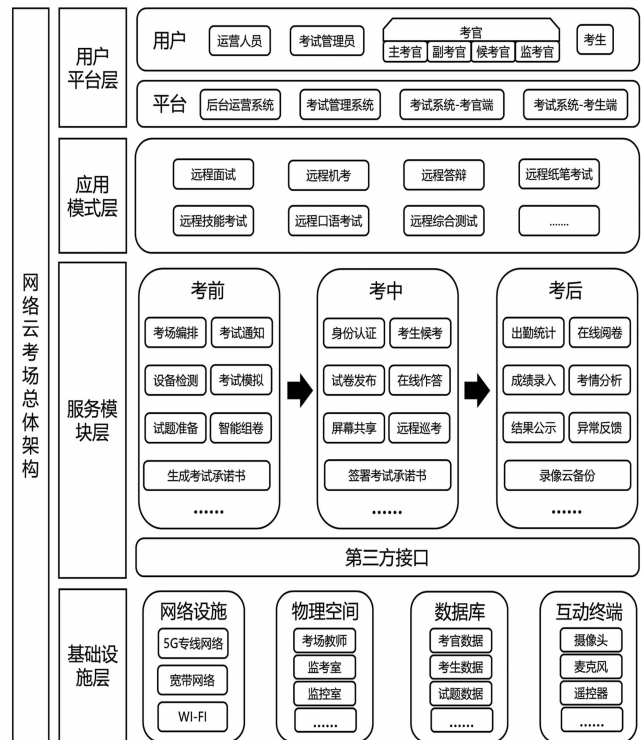 网络云考场总体架构
用户
平台层
用户
运营人员
考试管理员
考官
主考官 副考官 候考官 监考官
考生
平台
后台运营系统
考试管理系统
考试系统-考官端
考试系统-考生端
应用
模式层
远程面试
远程机考
远程答辩
远程纸笔考试
远程技能考试
远程口语考试
远程综合测试
.......
服务模
块层
考前
考场编排 考试通知
设备检测 考试模拟
试题准备 智能组卷
生成考试承诺书
......
考中
身份认证 考生候考
试卷发布 在线作答
屏幕共享 远程巡考
签署考试承诺书
......
考后
出勤统计 在线阅卷
成绩录入 考情分析
结果公示 异常反馈
录像云备份
......
第三方接口
基础设
施层
网络设施
5G专线网络
宽带网络
WI-FI
物理空间
考场教师
监考室
监控室
......
数据库
考官数据
考生数据
试题数据
......
互动终端
摄像头
麦克风
遥控器
......